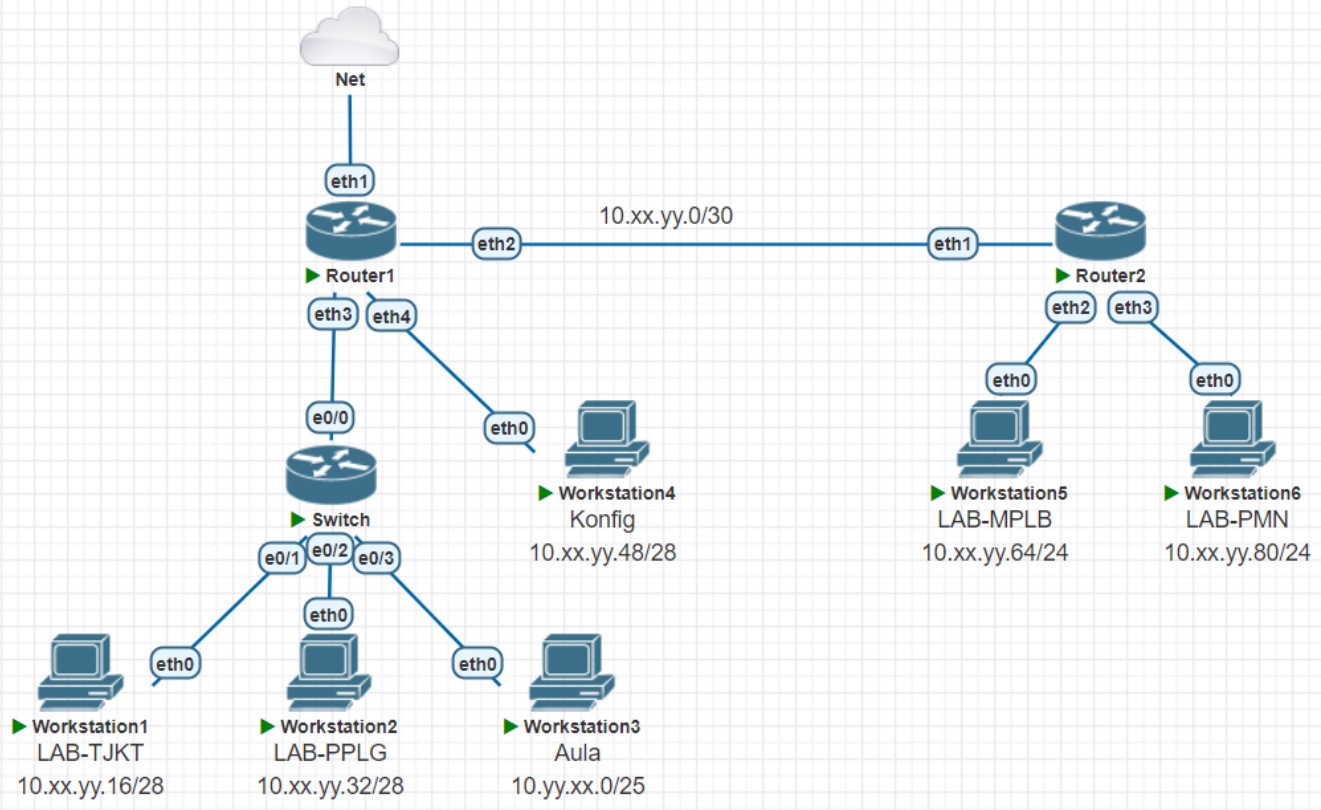 Net
eth1
10.xx.yy.0/30
eth2
eth1
Router1
Router2
eth3
eth4
eth2
eth3
eth0
eth0
e0/0
eth0
Workstation4
Konfig
10.xx.yy.48/28
Workstation5
LAB-MPLB
10.xx.yy.64/24
Workstation6
LAB-PMN
10.xx.yy.80/24
Switch
e0/1
e0/2
e0/3
eth0
eth0
eth0
Workstation1
LAB-TJKT
10.xx.yy.16/28
Workstation2
LAB-PPLG
10.xx.yy.32/28
Workstation3
Aula
10.yy.xx.0/25